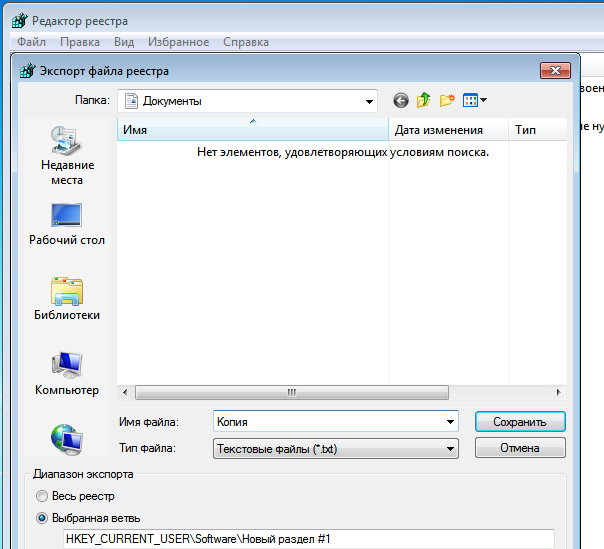 Редактор реестра
Файл Правка Вид Избранное Справка
Экспорт файла реестра
Папка: Документы
Имя Дата изменения Тип
Нет элементов, удовлетворяющих условиям поиска.
Недавние
места
Рабочий стол
Библиотеки
Компьютер
Имя файла: Копия Сохранить
Тип файла: Текстовые файлы (*.txt) Отмена
Диапазон экспорта
Весь реестр
Выбранная ветвь
HKEY_CURRENT_USER\Software\Новый раздел #1